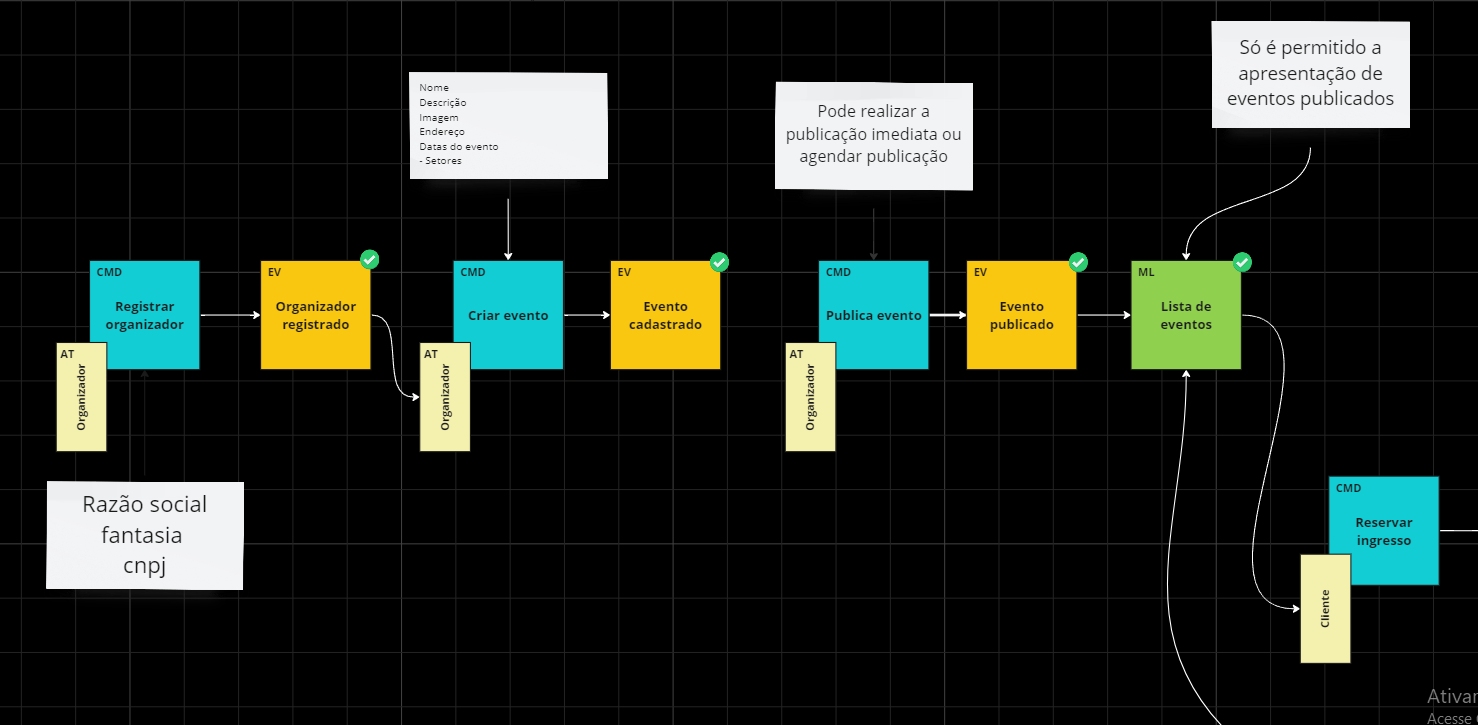 Só é permitido a
apresentação de
eventos publicados
Nome
Descrição
Imagem
Endereço
Datas do evento
- Setores
Pode realizar a
publicação imediata ou
agendar publicação
CMD
Registrar
organizador
AT
Organizador
EV
Organizador
registrado
CMD
Criar evento
AT
Organizador
EV
Evento
cadastrado
CMD
Publica evento
AT
Organizador
EV
Evento
publicado
ML
Lista de
eventos
Razão social
fantasia
cnpj
CMD
Reservar
ingresso
Cliente
Ativar
Acesse